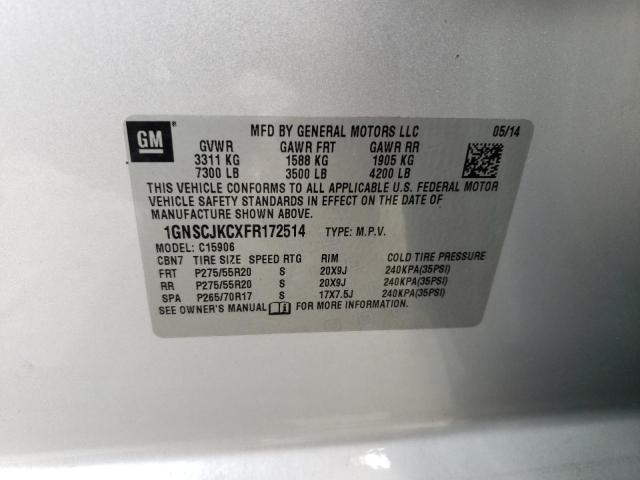 GM
MFD BY GENERAL MOTORS LLC 05/14
GVWR GAWR FRT GAWR RR
3311 KG 1588 KG 1905 KG
7300 LB 3500 LB 4200 LB
THIS VEHICLE CONFORMS TO ALL APPLICABLE U.S. FEDERAL MOTOR
VEHICLE SAFETY STANDARDS IN EFFECT ON THE DATE OF
MANUFACTURE SHOWN ABOVE.
1GNSCJKCXFR172514 TYPE: M.P.V.
MODEL: C15906
CBN7 TIRE SIZE SPEED RTG RIM COLD TIRE PRESSURE
FRT P275/55R20 S 20X9J 240KPA(35PSI)
RR P275/55R20 S 20X9J 240KPA(35PSI)
SPA P265/70R17 S 17X7.5J 240KPA(35PSI)
SEE OWNER'S MANUAL FOR MORE INFORMATION.